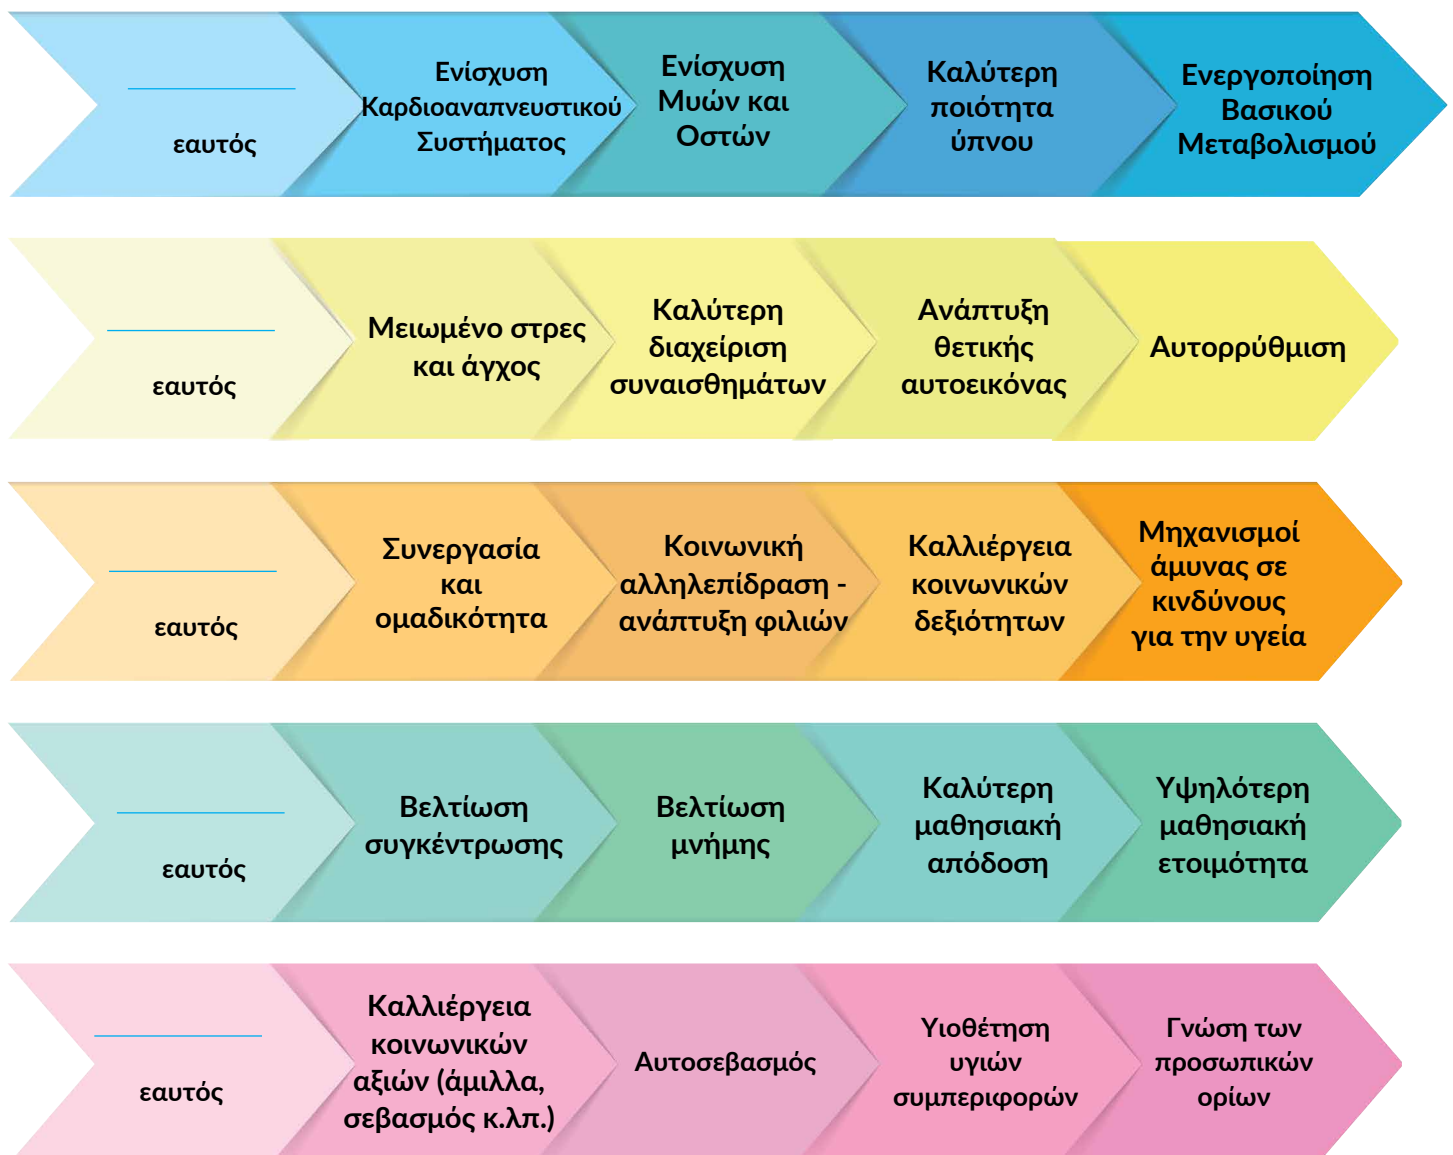 εαυτός
Ενίσχυση
Καρδιοαναπνευστικού
Συστήματος
Ενίσχυση
Μυών και
Οστών
Καλύτερη
ποιότητα
ύπνου
Ενεργοποίηση
Βασικού
Μεταβολισμού
εαυτός
Μειωμένο στρες
και άγχος
Καλύτερη
διαχείριση
συναισθημάτων
Ανάπτυξη
θετικής
αυτοεικόνας
Αυτορρύθμιση
εαυτός
Συνεργασία
και
ομαδικότητα
Κοινωνική
αλληλεπίδραση -
ανάπτυξη φιλιών
Καλλιέργεια
κοινωνικών
δεξιότητων
Μηχανισμοί
άμυνας σε
κινδύνους
για την υγεία
εαυτός
Βελτίωση
συγκέντρωσης
Βελτίωση
μνήμης
Καλύτερη
μαθησιακή
απόδοση
Υψηλότερη
μαθησιακή
ετοιμότητα
εαυτός
Καλλιέργεια
κοινωνικών
αξιών (άμιλλα,
σεβασμός κ.λπ.)
Αυτοσεβασμός
Υιοθέτηση
υγιών
συμπεριφορών
Γνώση των
προσωπικών
ορίων